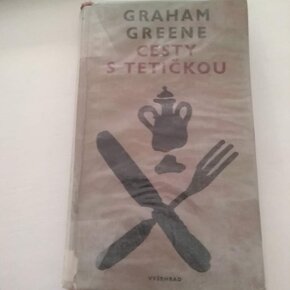 GRAHAM
GREENE
CESTY
S TETIČKOU
VYŠEHRAD